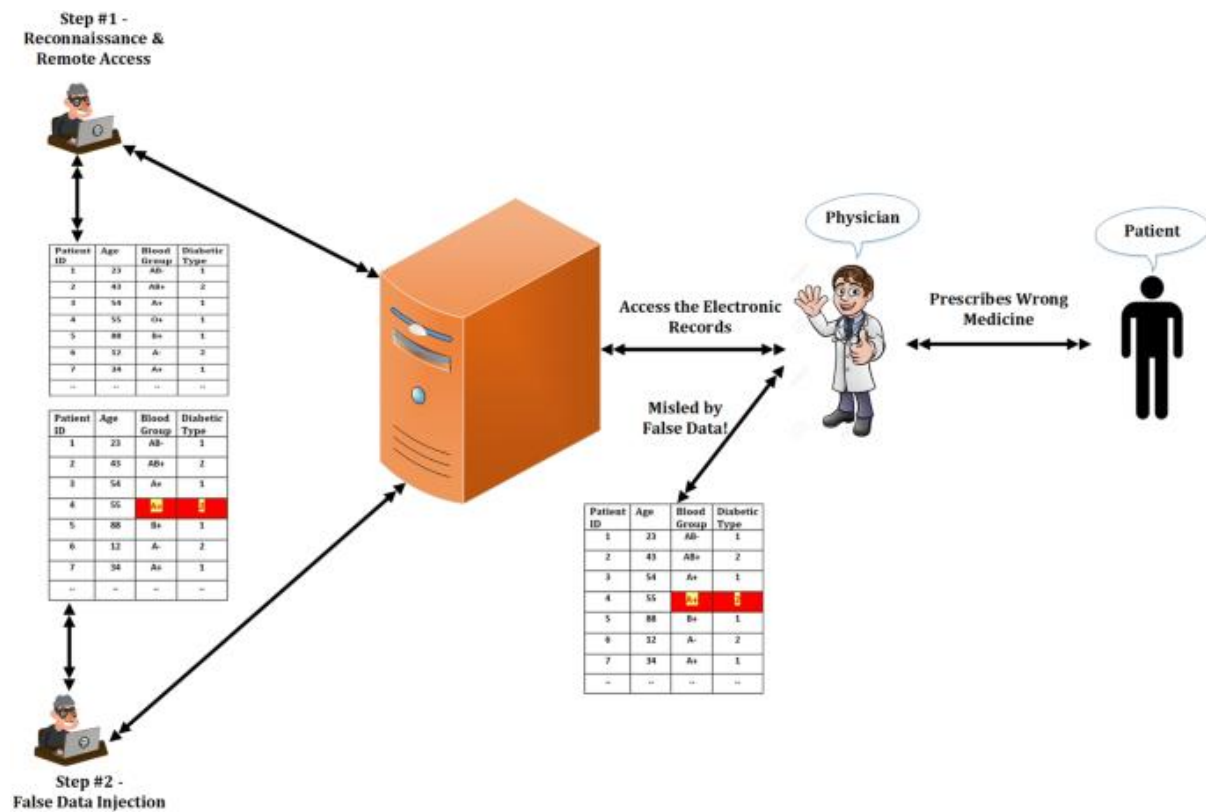 Step #1 -
Reconnaissance &
Remote Access
Patient ID Age Blood Group Diabetic Type
1 23 AB- 1
2 43 AB+ 2
3 54 A+ 1
4 55 O+ 1
5 88 B+ 1
6 12 A- 2
7 34 A+ 1
.. .. .. ..
Patient ID Age Blood Group Diabetic Type
1 23 AB- 1
2 43 AB+ 2
3 54 A+ 1
4 55 A+ 2
5 88 B+ 1
6 12 A- 2
7 34 A+ 1
.. .. .. ..
Step #2 -
False Data Injection
Access the Electronic
Records
Misled by
False Data!
Patient ID Age Blood Group Diabetic Type
1 23 AB- 1
2 43 AB+ 2
3 54 A+ 1
4 55 A+ 2
5 88 B+ 1
6 12 A- 2
7 34 A+ 1
.. .. .. ..
Physician
Prescribes Wrong
Medicine
Patient